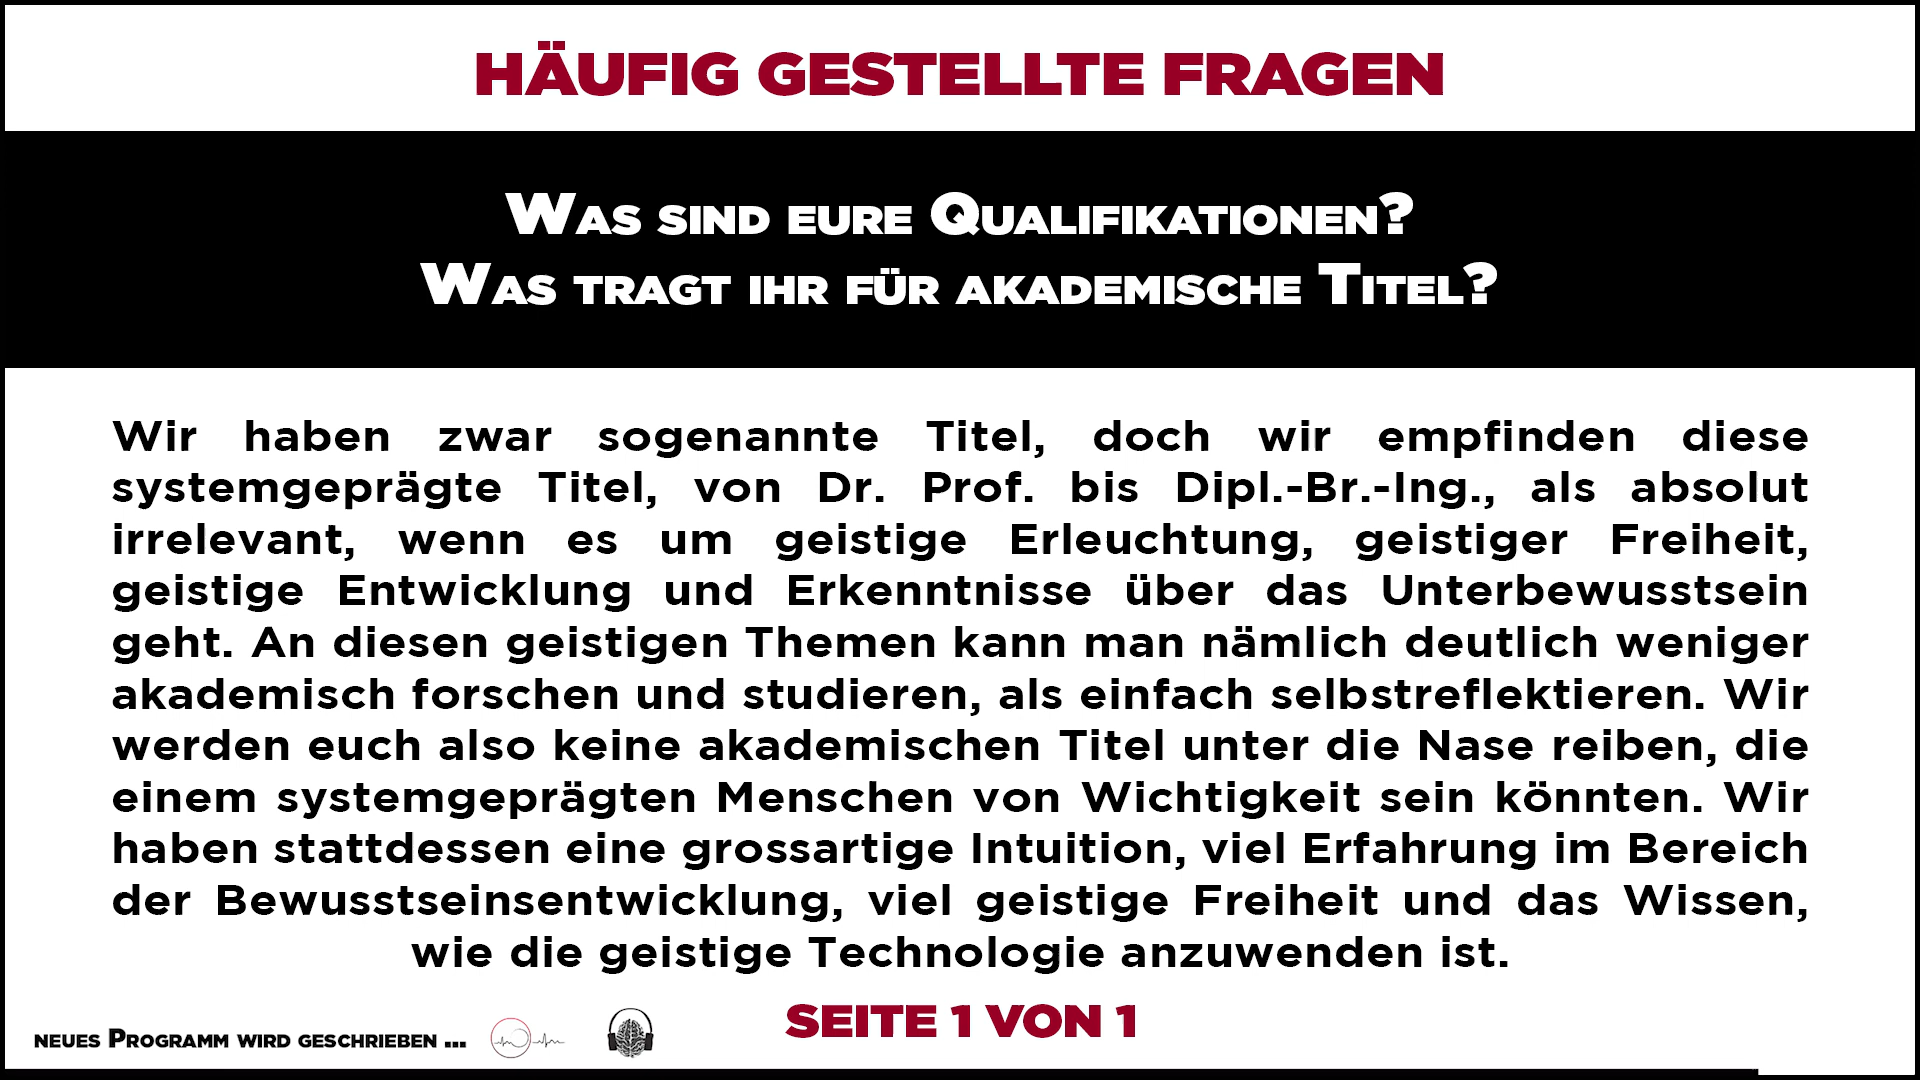 HÄUFIG GESTELLTE FRAGEN
Was sind eure Qualifikationen?
Was tragt ihr für akademische Titel?
Wir haben zwar sogenannte Titel, doch wir empfinden diese
systemgeprägte Titel, von Dr. Prof. bis Dipl.-Br.-Ing., als absolut
irrelevant, wenn es um geistige Erleuchtung, geistiger Freiheit,
geistige Entwicklung und Erkenntnisse über das Unterbewusstsein
geht. An diesen geistigen Themen kann man nämlich deutlich weniger
akademisch forschen und studieren, als einfach selbstreflektieren. Wir
werden euch also keine akademischen Titel unter die Nase reiben, die
einem systemgeprägten Menschen von Wichtigkeit sein könnten. Wir
haben stattdessen eine grossartige Intuition, viel Erfahrung im Bereich
der Bewusstseinsentwicklung, viel geistige Freiheit und das Wissen,
wie die geistige Technologie anzuwenden ist.
SEITE 1 VON 1
neues Programm wird geschrieben ...